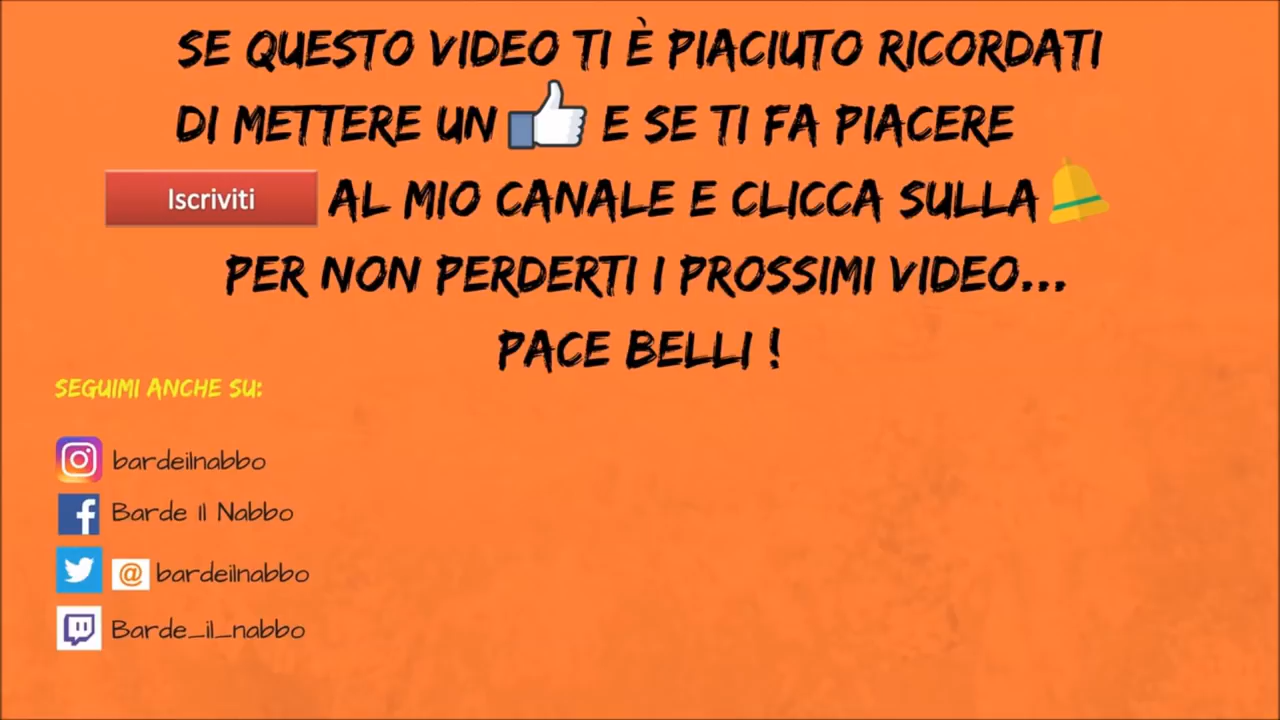 SE QUESTO VIDEO TI È PIACIUTO RICORDATI
DI METTERE UN E SE TI FA PIACERE
Iscriviti AL MIO CANALE E CLICCA SULLA
PER NON PERDERTI I PROSSIMI VIDEO...
PACE BELLI !
SEGUIMI ANCHE SU:
bardeilnabbo
Barde Il Nabbo
@ bardeilnabbo
Barde_il_nabbo